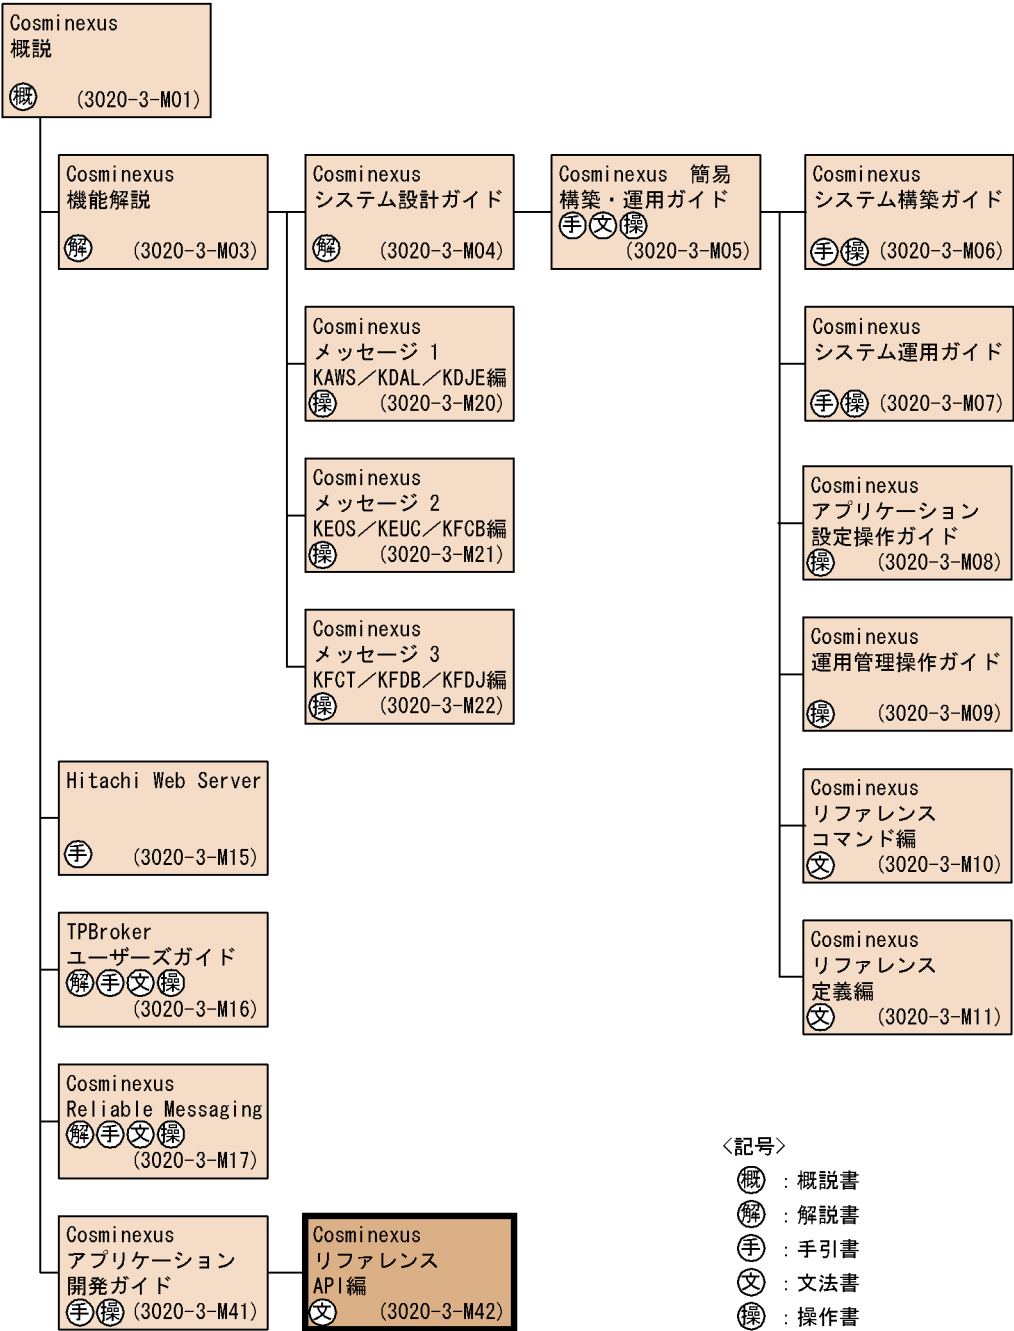 Cosminexus
概説
概 (3020-3-M01)
Cosminexus
機能解説
解 (3020-3-M03)
Cosminexus
システム設計ガイド
解 (3020-3-M04)
Cosminexus 簡易
構築・運用ガイド
手文操
(3020-3-M05)
Cosminexus
システム構築ガイド
手操 (3020-3-M06)
Cosminexus
メッセージ 1
KAWS／KDAL／KDJE編
操 (3020-3-M20)
Cosminexus
システム運用ガイド
手操 (3020-3-M07)
Cosminexus
メッセージ 2
KEOS／KEUC／KFCB編
操 (3020-3-M21)
Cosminexus
アプリケーション
設定操作ガイド
操 (3020-3-M08)
Cosminexus
メッセージ 3
KFCT／KFDB／KFDJ編
操 (3020-3-M22)
Cosminexus
運用管理操作ガイド
操 (3020-3-M09)
Hitachi Web Server
手 (3020-3-M15)
Cosminexus
リファレンス
コマンド編
文 (3020-3-M10)
TPBroker
ユーザーズガイド
解手文操
(3020-3-M16)
Cosminexus
リファレンス
定義編
文 (3020-3-M11)
Cosminexus
Reliable Messaging
解手文操
(3020-3-M17)
Cosminexus
アプリケーション
開発ガイド
手操 (3020-3-M41)
Cosminexus
リファレンス
API編
文 (3020-3-M42)
＜記号＞
概 ：概説書
解 ：解説書
手 ：手引書
文 ：文法書
操 ：操作書